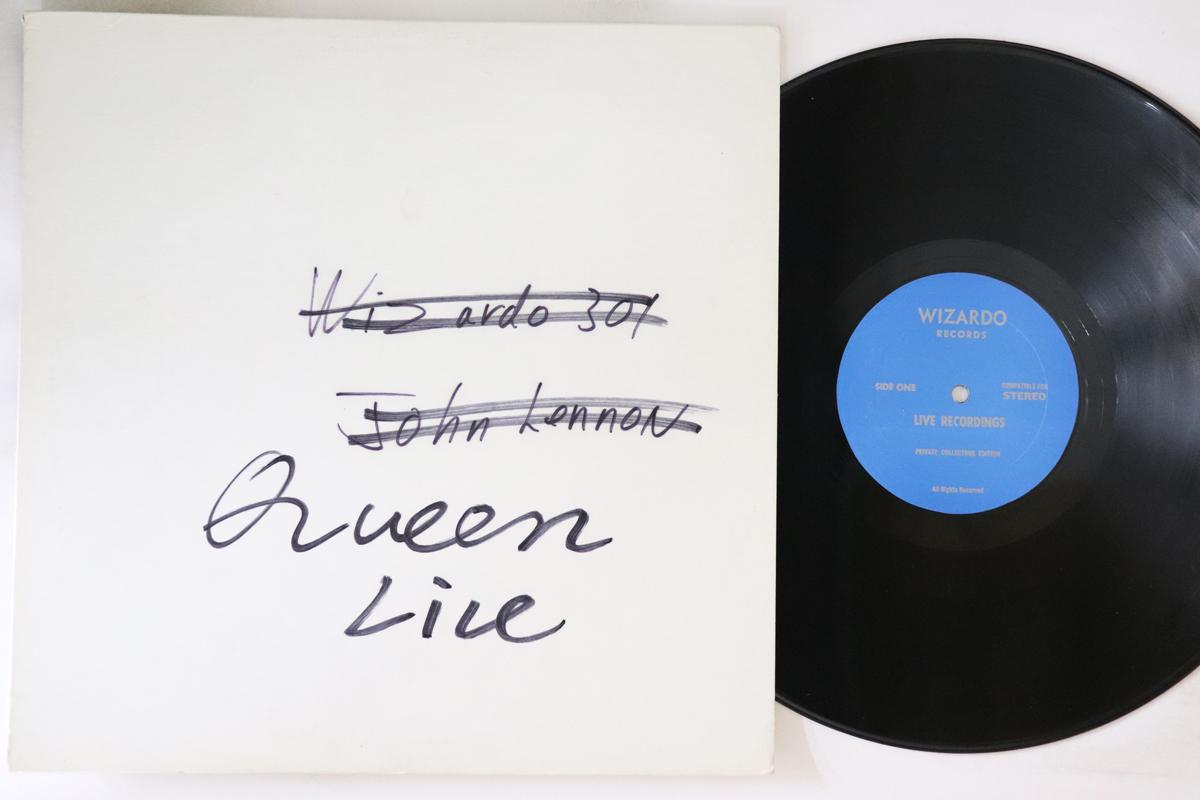 Wizardo 301
John Lennon
Queen
Live
WIZARDO
RECORDS
SIDE ONE
COMPATIBLE FOR
STEREO
LIVE RECORDINGS
PRIVATE COLLECTORS EDITION
All Rights Reserved